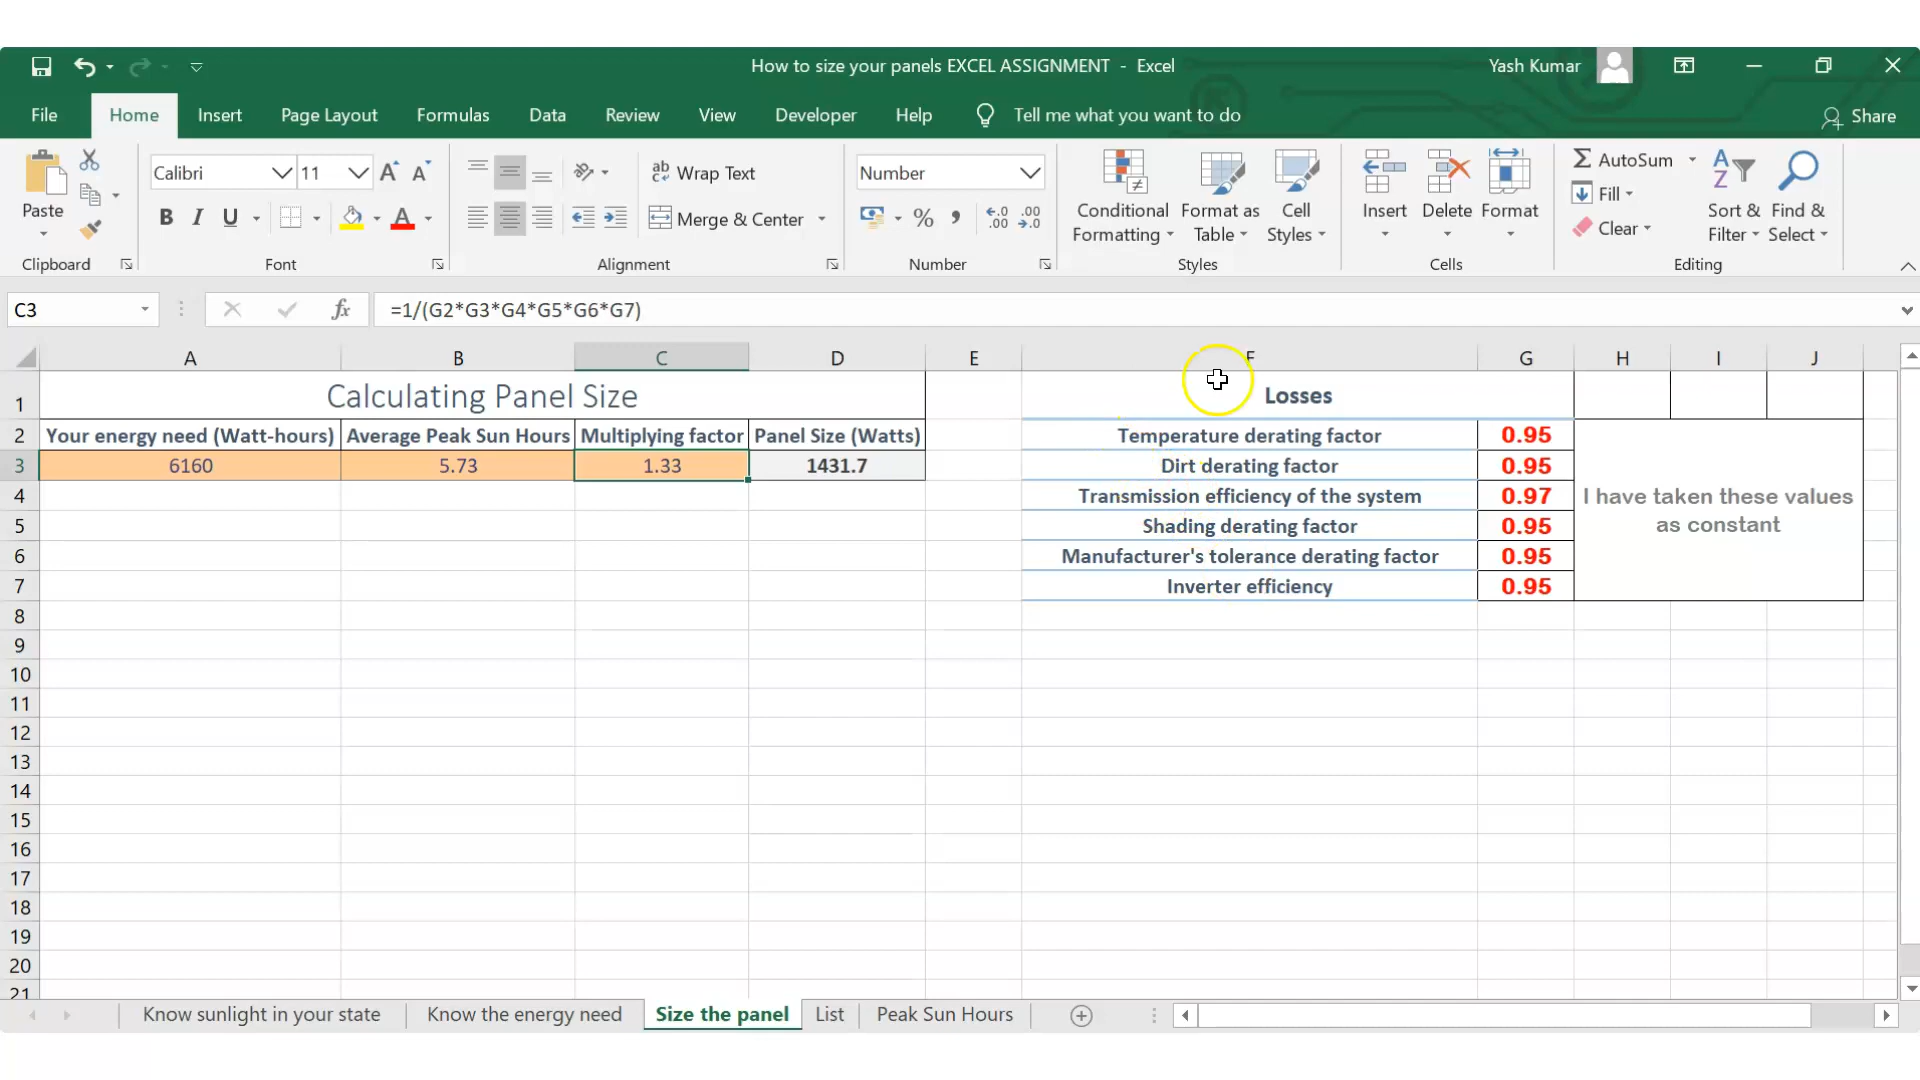 How to size your panels EXCEL ASSIGNMENT - Excel
Yash Kumar
File Home Insert Page Layout Formulas Data Review View Developer Help Tell me what you want to do Share
Paste
Clipboard
Calibri 11
B I U
Font
Wrap Text
Merge & Center
Alignment
Number
% , .00 .0 .00 .0
Number
Conditional Formatting
Format as Table
Cell Styles
Styles
Insert Delete Format
Cells
AutoSum
Fill
Clear
Sort & Filter
Find & Select
Editing
C3 fx =1/(G2*G3*G4*G5*G6*G7)
A B C D E F G H I J
1 Calculating Panel Size Losses
2 Your energy need (Watt-hours) Average Peak Sun Hours Multiplying factor Panel Size (Watts) Temperature derating factor 0.95
3 6160 5.73 1.33 1431.7 Dirt derating factor 0.95
4 Transmission efficiency of the system 0.97
5 Shading derating factor 0.95
6 Manufacturer's tolerance derating factor 0.95
7 Inverter efficiency 0.95
I have taken these values
as constant
8
9
10
11
12
13
14
15
16
17
18
19
20
21
Know sunlight in your state Know the energy need Size the panel List Peak Sun Hours